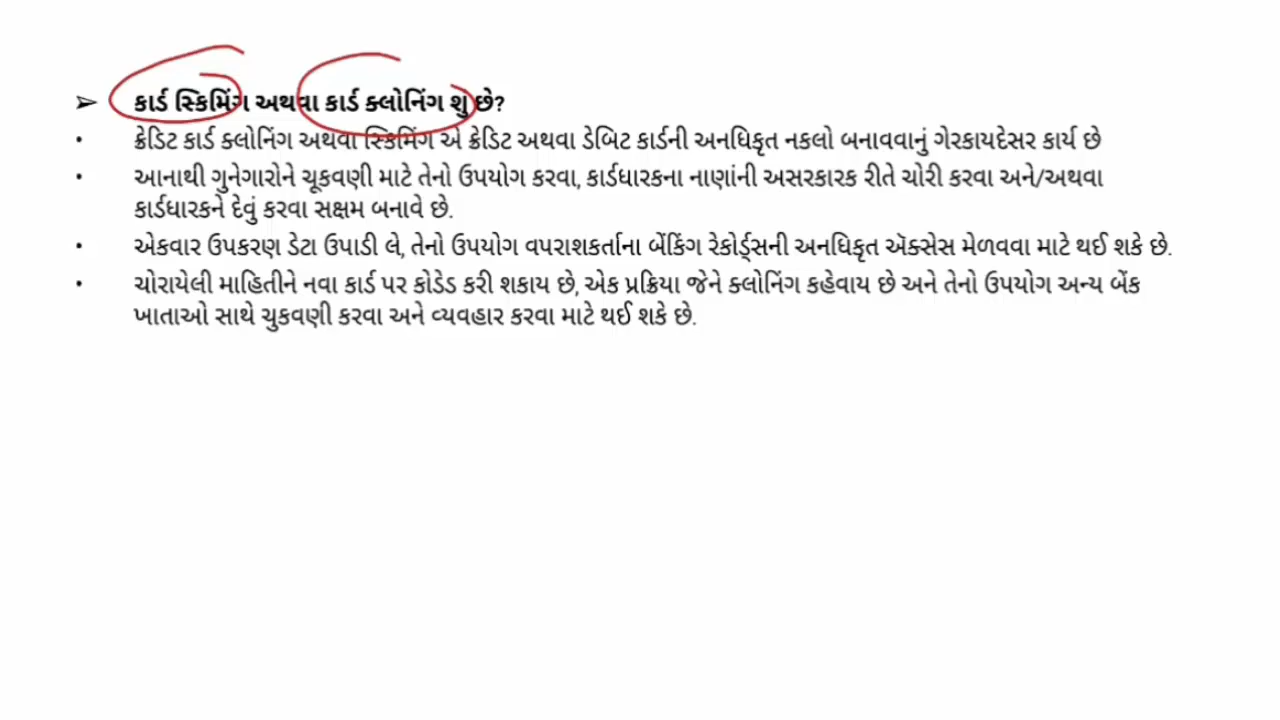 ➢ કાર્ડ સ્કિમિંગ અથવા કાર્ડ ક્લોનિંગ શુ છે?
• ક્રેડિટ કાર્ડ ક્લોનિંગ અથવા સ્કિમિંગ એ ક્રેડિટ અથવા ડેબિટ કાર્ડની અનધિકૃત નકલો બનાવવાનું ગેરકાયદેસર કાર્ય છે
• આનાથી ગુનેગારોને ચૂકવણી માટે તેનો ઉપયોગ કરવા, કાર્ડધારકના નાણાંની અસરકારક રીતે ચોરી કરવા અને/અથવા
કાર્ડધારકને દેવું કરવા સક્ષમ બનાવે છે.
• એકવાર ઉપકરણ ડેટા ઉપાડી લે, તેનો ઉપયોગ વપરાશકર્તાના બેંકિંગ રેકોર્ડ્સની અનધિકૃત ઍક્સેસ મેળવવા માટે થઈ શકે છે.
• ચોરાયેલી માહિતીને નવા કાર્ડ પર કોડેડ કરી શકાય છે, એક પ્રક્રિયા જેને ક્લોનિંગ કહેવાય છે અને તેનો ઉપયોગ અન્ય બેંક
ખાતાઓ સાથે ચુકવણી કરવા અને વ્યવહાર કરવા માટે થઈ શકે છે.